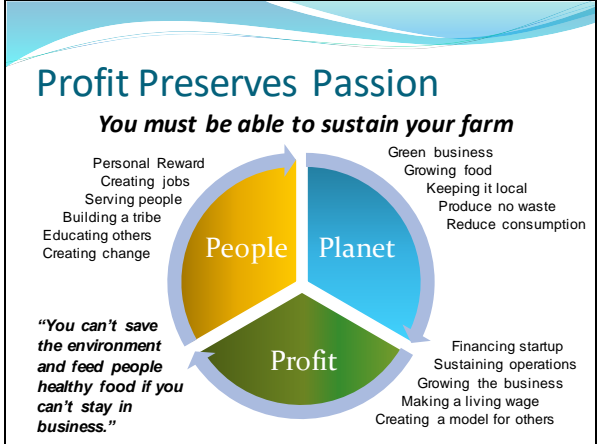 Profit Preserves Passion
You must be able to sustain your farm
Personal Reward
Creating jobs
Serving people
Building a tribe
Educating others
Creating change
Green business
Growing food
Keeping it local
Produce no waste
Reduce consumption
People
Planet
Profit
“You can’t save
the environment
and feed people
healthy food if you
can’t stay in
business.”
Financing startup
Sustaining operations
Growing the business
Making a living wage
Creating a model for others